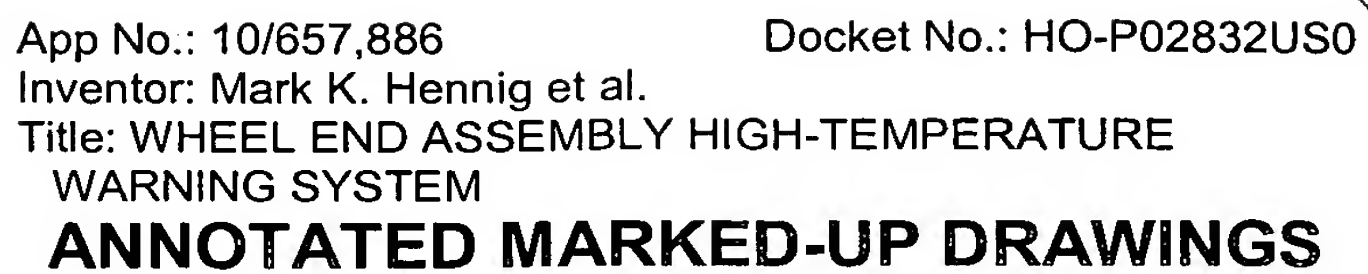 App No.: 10/657,886 Docket No.: HO-P02832US0
Inventor: Mark K. Hennig et al.
Title: WHEEL END ASSEMBLY HIGH-TEMPERATURE
WARNING SYSTEM
ANNOTATED MARKED-UP DRAWINGS